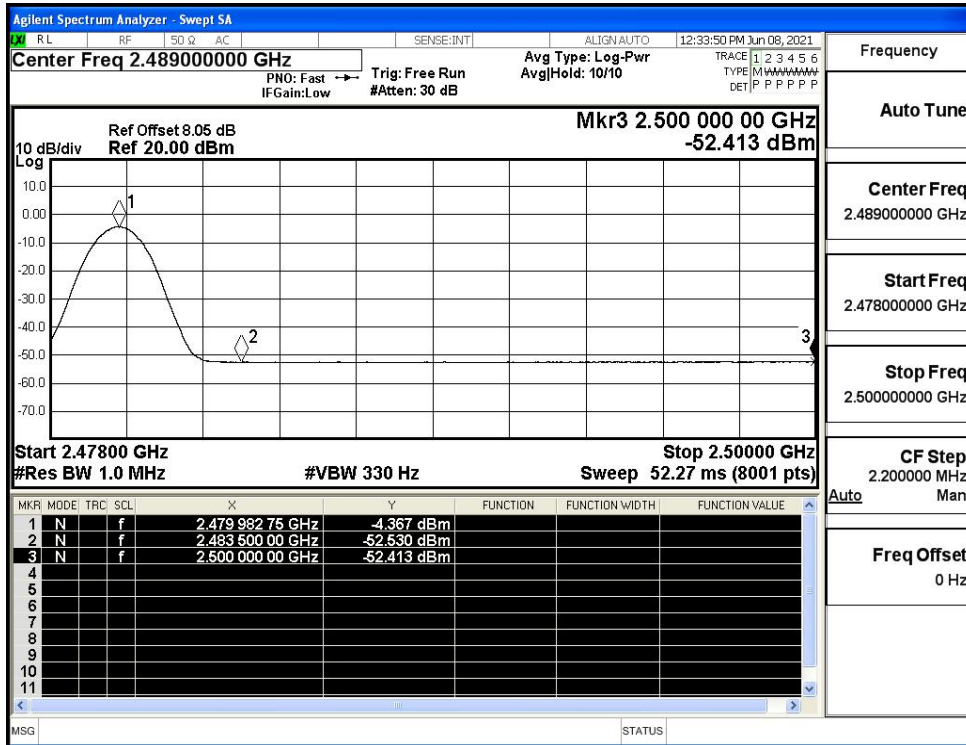 Agilent Spectrum Analyzer - Swept SA
LXI RL RF 50 Ω AC SENSE:INT ALIGN AUTO 12:33:50 PM Jun 08, 2021
Center Freq 2.489000000 GHz
PNO: Fast
IFGain:Low
Trig: Free Run
#Atten: 30 dB
Avg Type: Log-Pwr
Avg|Hold: 10/10
TRACE 1 2 3 4 5 6
TYPE M WWWWW
DET P P P P P P
Ref Offset 8.05 dB
10 dB/div Ref 20.00 dBm
Log
Mkr3 2.500 000 00 GHz
-52.413 dBm
10.0
0.00
-10.0
-20.0
-30.0
-40.0
-50.0
-60.0
-70.0
1
2
3
Start 2.47800 GHz Stop 2.50000 GHz
#Res BW 1.0 MHz #VBW 330 Hz Sweep 52.27 ms (8001 pts)
MKR MODE TRC SCL X Y FUNCTION FUNCTION WIDTH FUNCTION VALUE
1 N f 2.479 982 75 GHz -4.367 dBm
2 N f 2.483 500 00 GHz -52.530 dBm
3 N f 2.500 000 00 GHz -52.413 dBm
4
5
6
7
8
9
10
11
MSG STATUS
Frequency
Auto Tune
Center Freq
2.489000000 GHz
Start Freq
2.478000000 GHz
Stop Freq
2.500000000 GHz
CF Step
2.200000 MHz
Auto Man
Freq Offset
0 Hz